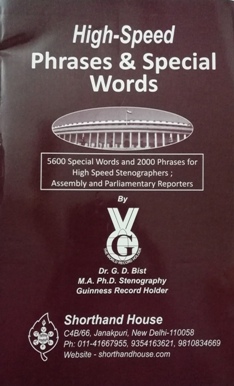 High-Speed
Phrases & Special
Words
5600 Special Words and 2000 Phrases for
High Speed Stenographers ;
Assembly and Parliamentary Reporters
By
G
Dr. G. D. Bist
M.A. Ph.D. Stenography
Guinness Record Holder
Shorthand House
C4B/66, Janakpuri, New Delhi-110058
Ph: 011-41667955, 9354163621, 9810834669
Website - shorthandhouse.com